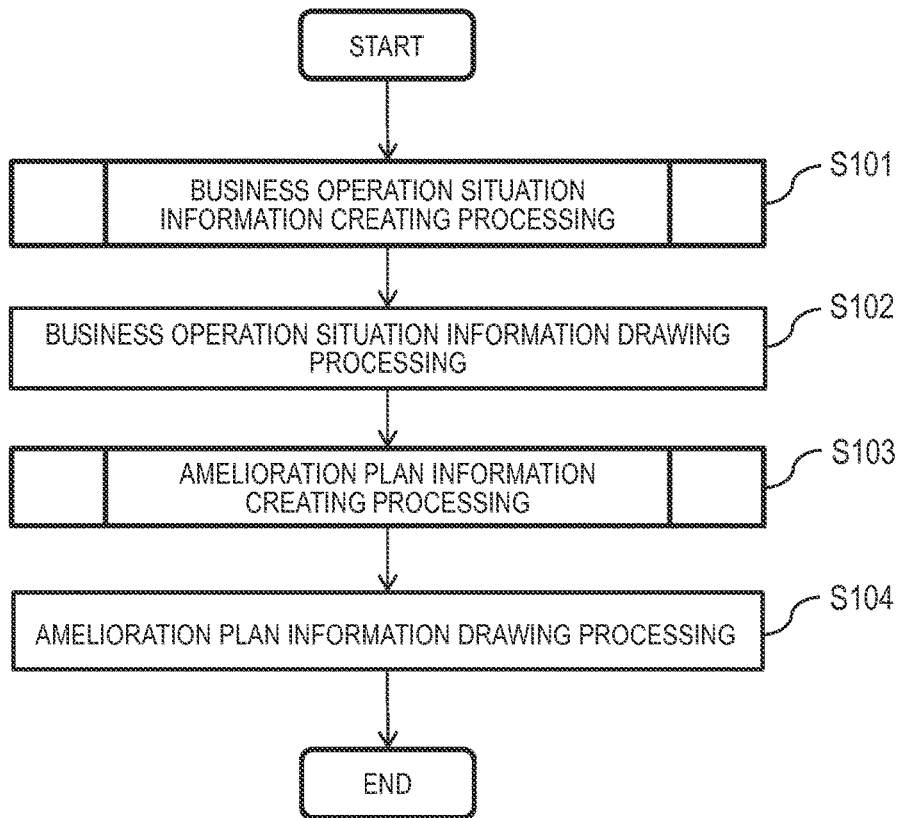 START
BUSINESS OPERATION SITUATION
INFORMATION CREATING PROCESSING
S101
BUSINESS OPERATION SITUATION INFORMATION DRAWING
PROCESSING
S102
AMELIORATION PLAN INFORMATION
CREATING PROCESSING
S103
AMELIORATION PLAN INFORMATION DRAWING PROCESSING
S104
END